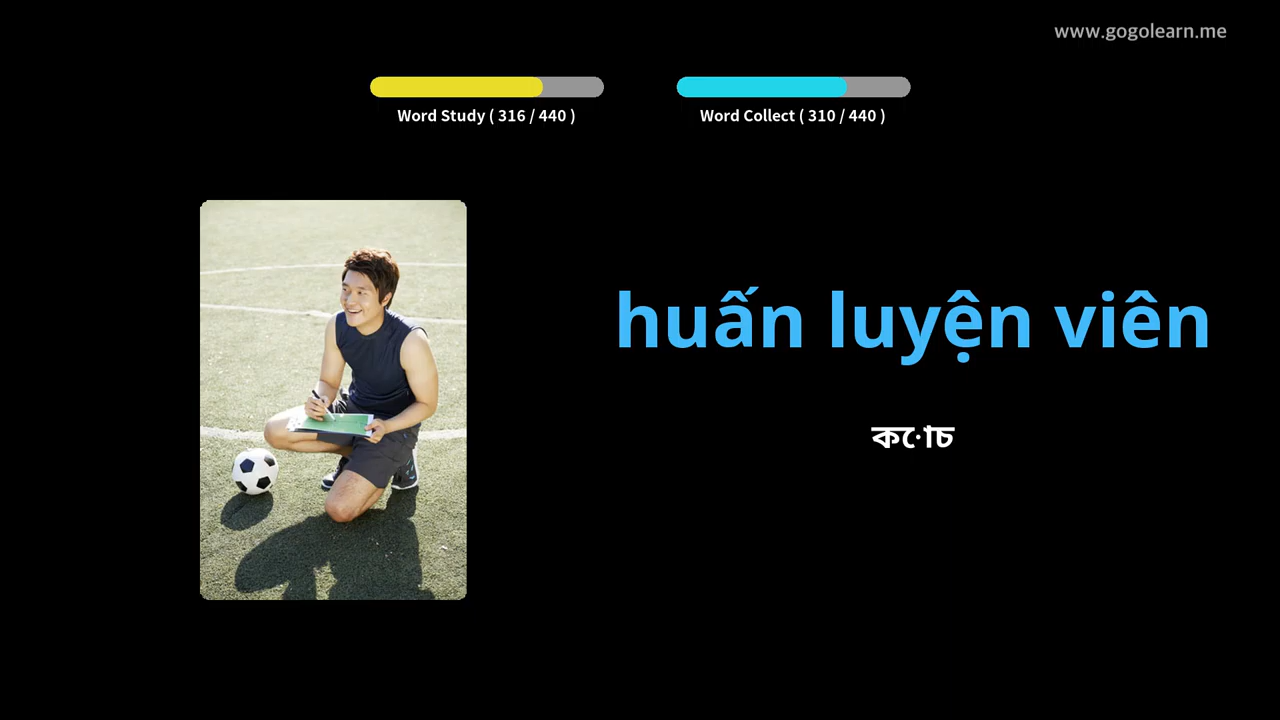 www.gogolearn.me
Word Study ( 316 / 440 )
Word Collect ( 310 / 440 )
huấn luyện viên
কোচ